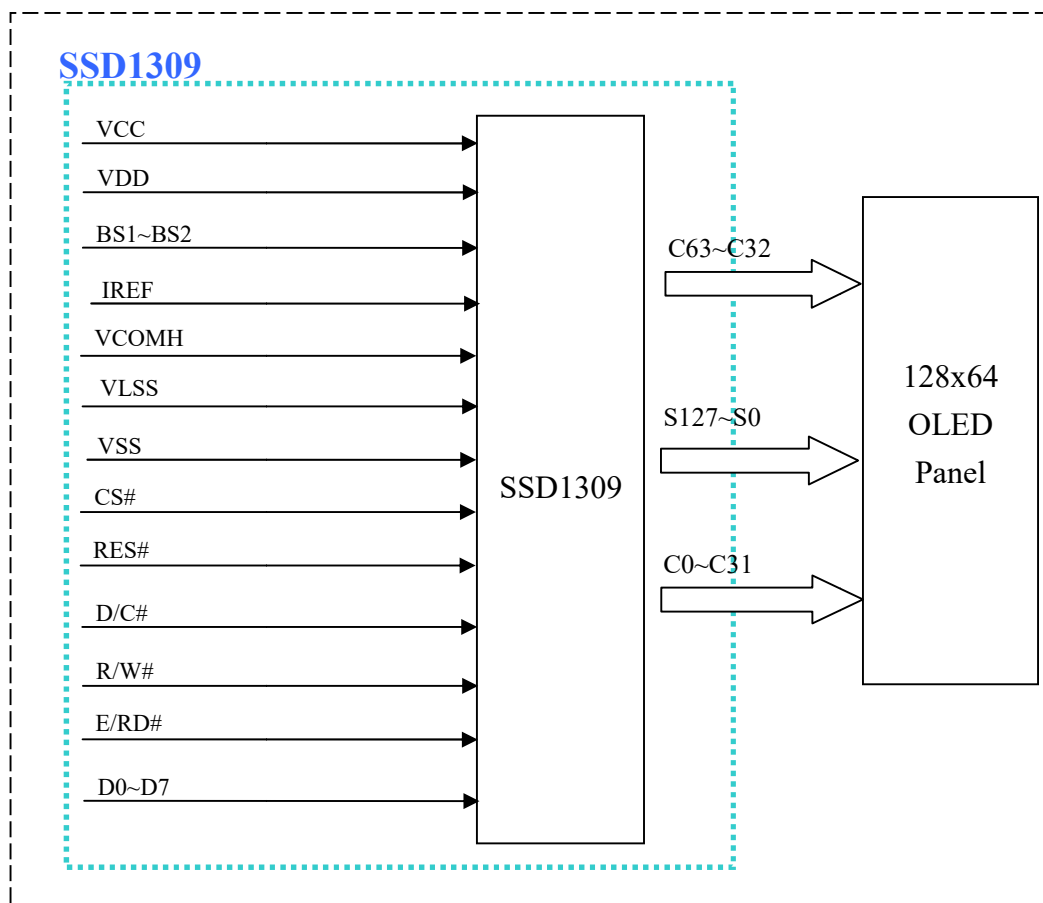 SSD1309
VCC
VDD
BS1~BS2
IREF
VCOMH
VLSS
VSS
CS#
RES#
D/C#
R/W#
E/RD#
D0~D7
SSD1309
C63~C32
S127~S0
C0~C31
128x64
OLED
Panel